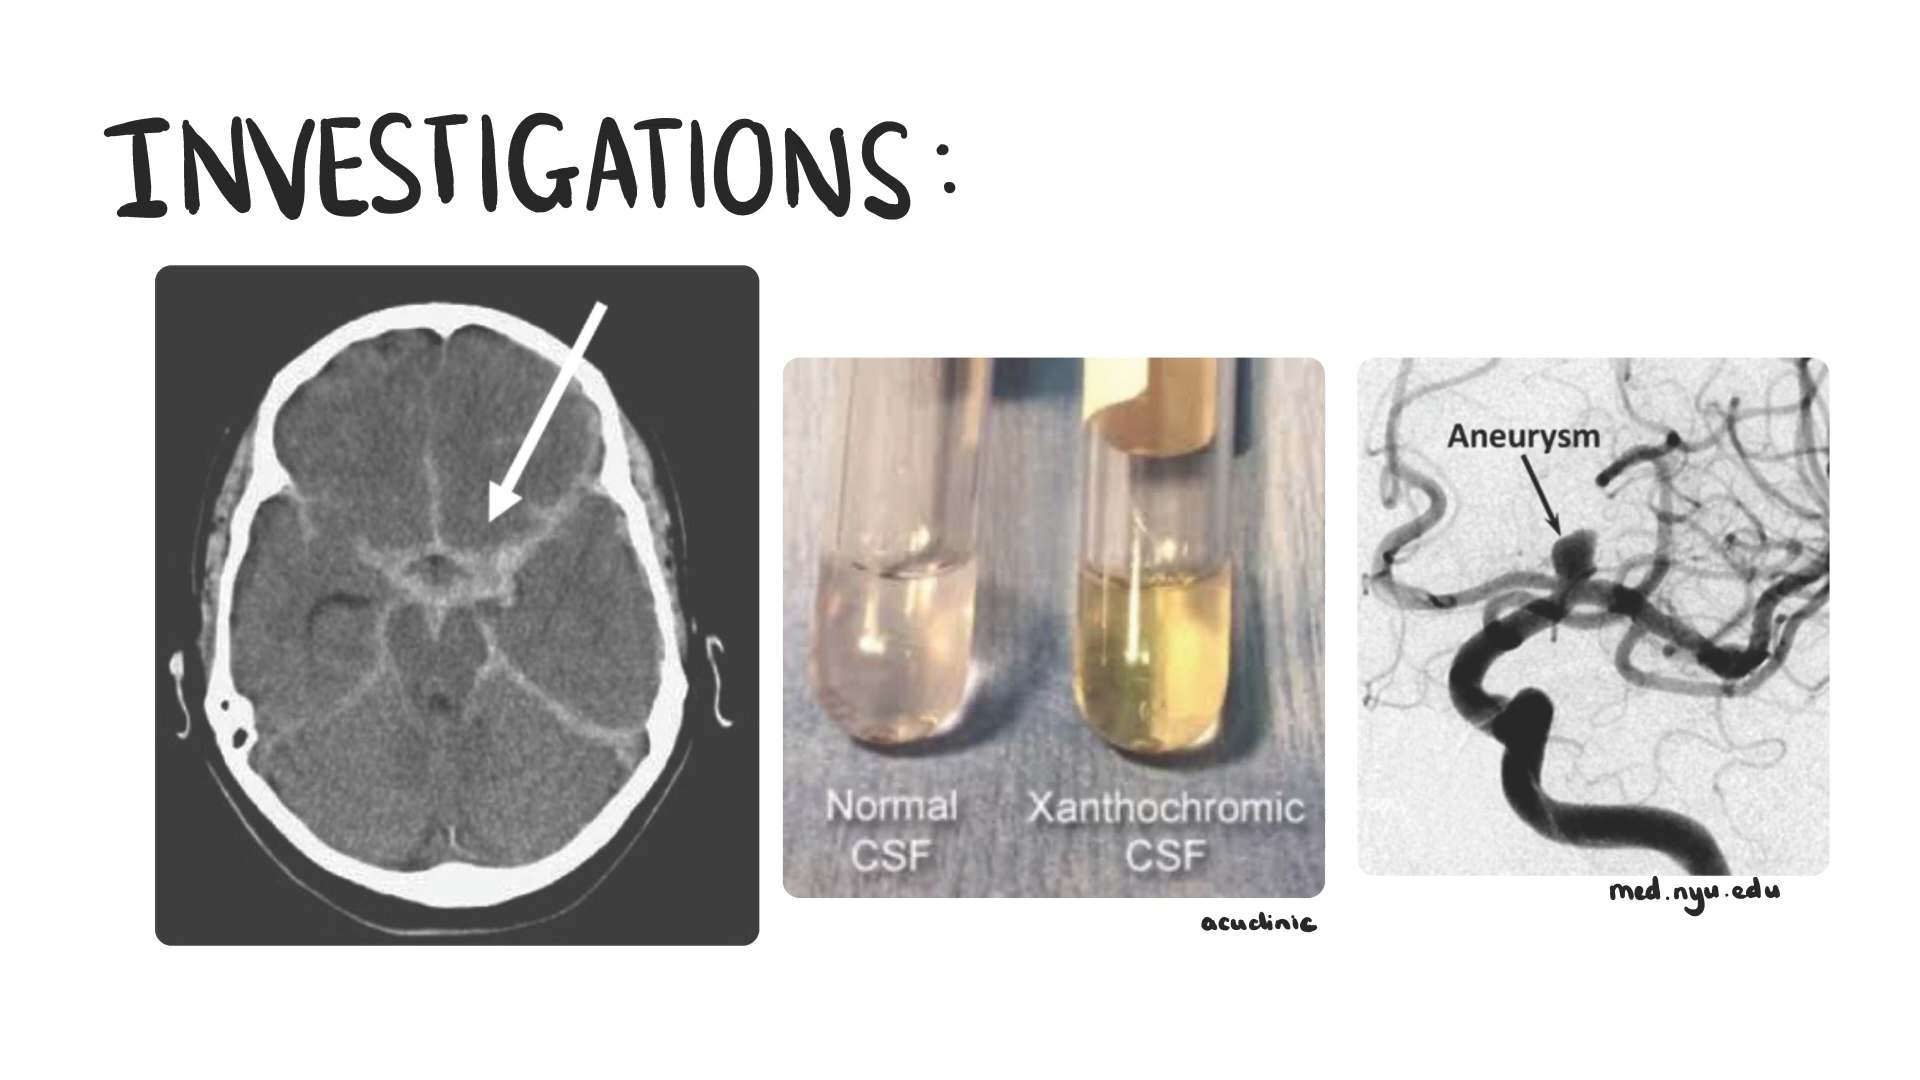 INVESTIGATIONS:
Aneurysm
Normal
CSF
Xanthochromic
CSF
acuclinic
med.nyu.edu